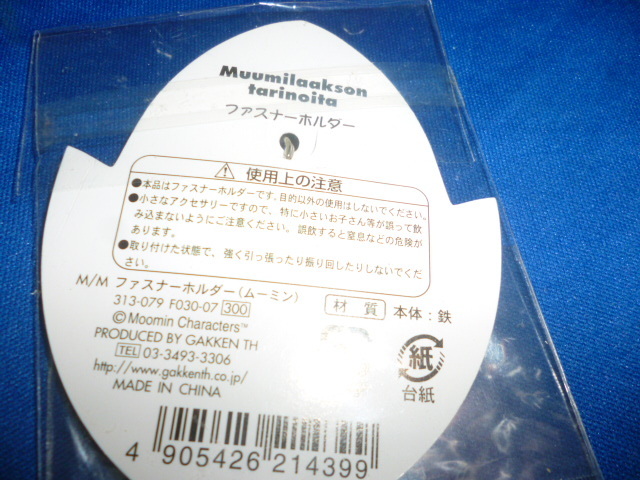 Muumilaakson
tarinoita
ファスナーホルダー
使用上の注意
●本品はファスナーホルダーです。目的以外の使用はしないでください。
●小さなアクセサリーですので、特に小さいお子さん等が誤って飲
み込まないようにご注意ください。誤飲すると窒息などの危険が
あります。
●取り付けた状態で、強く引っ張ったり振り回したりしないでくだ
さい。
M/M ファスナーホルダー(ムーミン)
313-079 F030-07 300
材質 本体:鉄
©Moomin Characters™
PRODUCED BY GAKKEN TH
TEL 03-3493-3306
http://www.gakkenth.co.jp/
MADE IN CHINA
紙
台紙
4 905426 214399